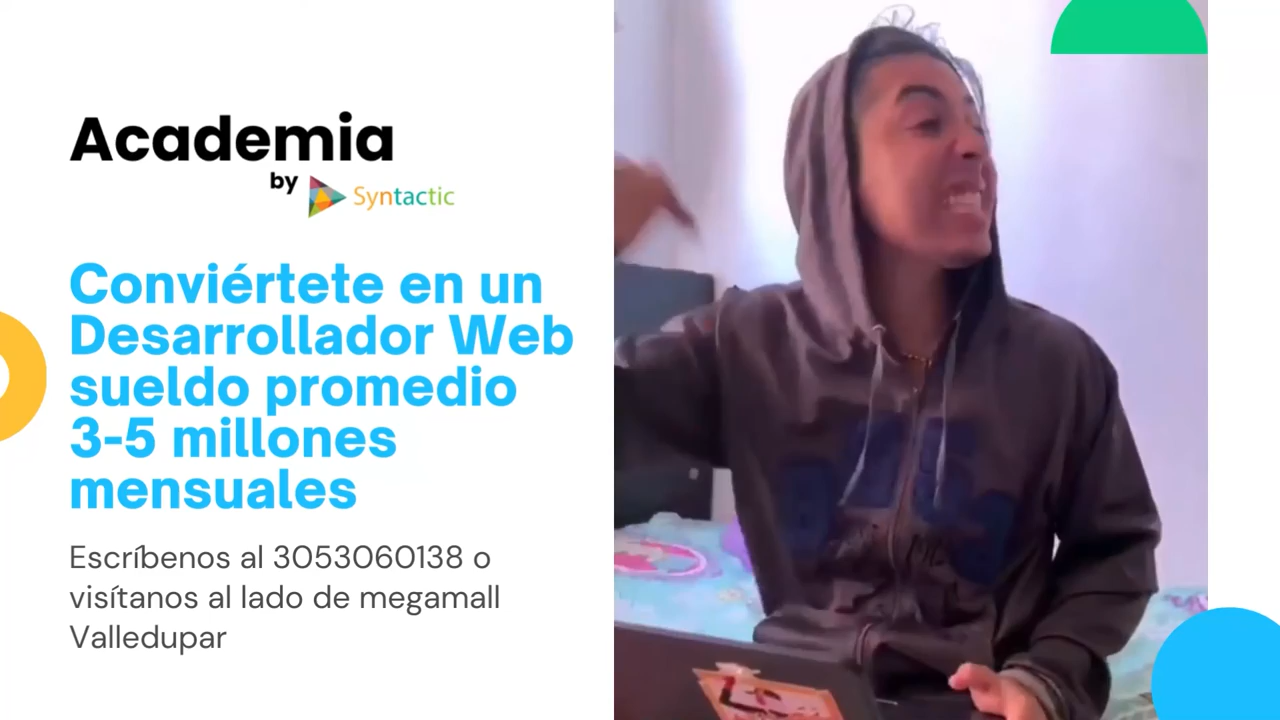 Academia
by Syntactic
Conviértete en un
Desarrollador Web
sueldo promedio
3-5 millones
mensuales
Escríbenos al 3053060138 o
visítanos al lado de megamall
Valledupar